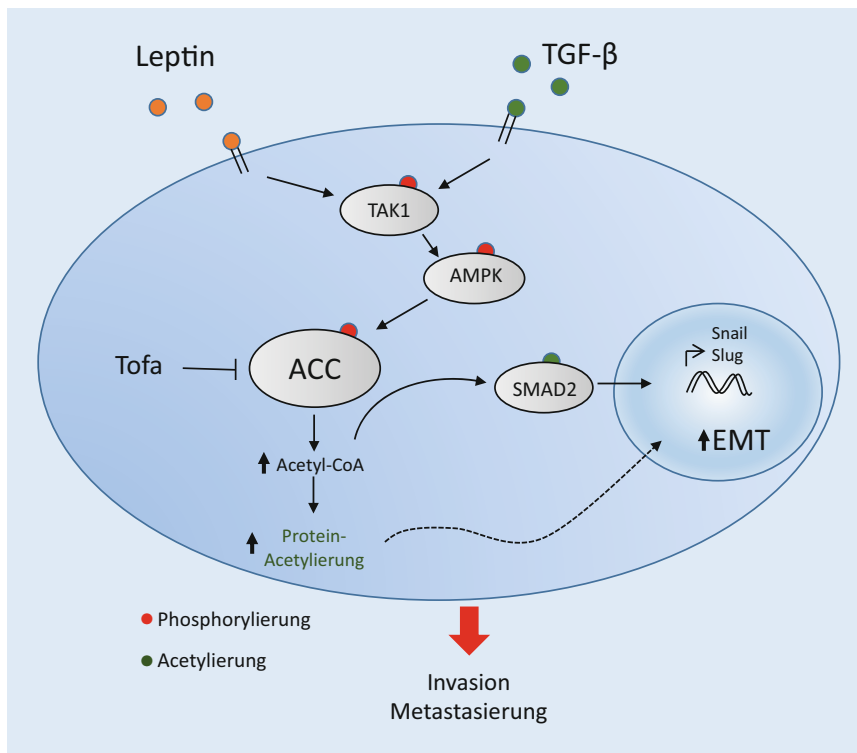 Leptin
TGF-β
TAK1
AMPK
Tofa
ACC
SMAD2
Snail
Slug
EMT
Acetyl-CoA
Protein-
Acetylierung
Phosphorylierung
Acetylierung
Invasion
Metastasierung